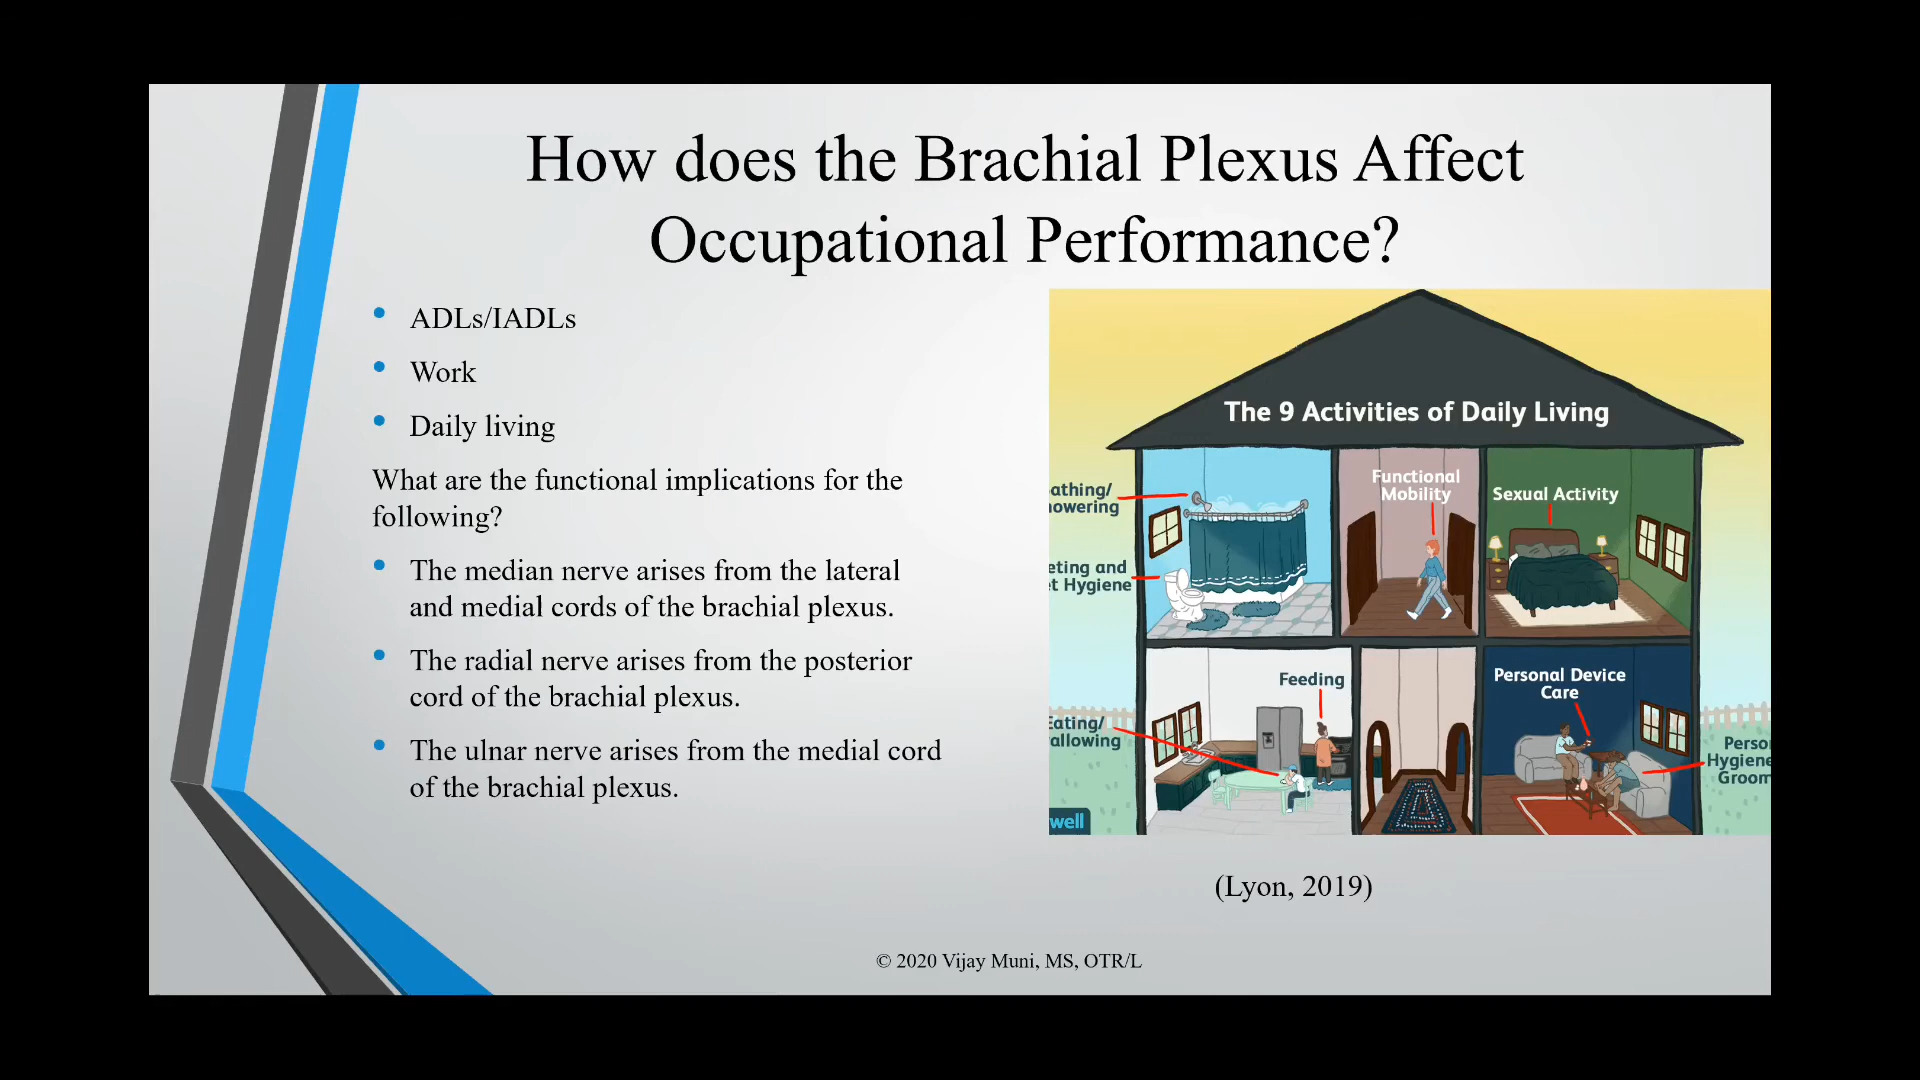 How does the Brachial Plexus Affect
Occupational Performance?
ADLs/IADLs
Work
Daily living
What are the functional implications for the
following?
The median nerve arises from the lateral
and medial cords of the brachial plexus.
The radial nerve arises from the posterior
cord of the brachial plexus.
The ulnar nerve arises from the medial cord
of the brachial plexus.
The 9 Activities of Daily Living
athing/
owering
Functional
Mobility
Sexual Activity
eting and
t Hygiene
Feeding
Personal Device
Care
Eating/
allowing
Perso
Hygiene
Groom
well
(Lyon, 2019)
© 2020 Vijay Muni, MS, OTR/L